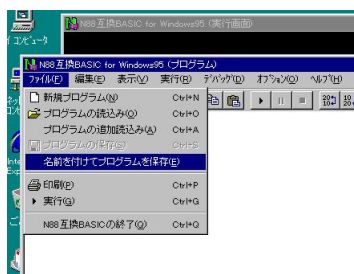 イ コンピュータ
N88互換BASIC for Windows95 (実行画面)
N88互換BASIC for Windows95 (プログラム)
ファイル(F) 編集(E) 表示(V) 実行(R) デバッグ(D) オプション(O) ヘルプ(H)
新規プログラム(N) Ctrl+N
プログラムの読込み(O) Ctrl+O
プログラムの追加読込み(A) Ctrl+A
プログラムの保存(S) Ctrl+S
名前を付けてプログラムを保存(E)
印刷(P) Ctrl+P
実行(G) Ctrl+G
N88互換BASICの終了(Q) Ctrl+Q